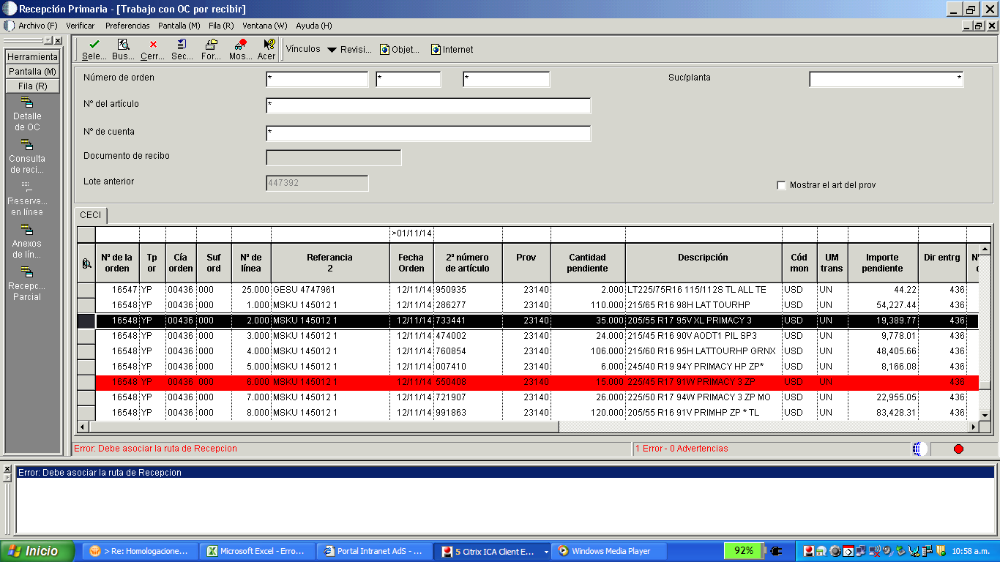 Recepción Primaria - [Trabajo con OC por recibir]
Archivo (F) Verificar Preferencias Pantalla (M) Fila (R) Ventana (W) Ayuda (H)
Sele... Bus... Cerr... Sec... For... Mos... Acer Vínculos Revisi... Objet... Internet
Herramienta
Pantalla (M)
Fila (R)
Detalle
de OC
Consulta
de reci...
Reserva...
en línea
Anexos
de lín...
Recepc...
Parcial
Número de orden * * * Suc/planta *
Nº del artículo *
Nº de cuenta *
Documento de recibo
Lote anterior 447392 Mostrar el art del prov
CECI
>01/11/14
Nº de la orden Tp or Cía orden Suf ord Nº de línea Referancia 2 Fecha Orden 2º número de artículo Prov Cantidad pendiente Descripción Cód mon UM trans Importe pendiente Dir entrg
16547 YP 00436 000 25.000 GESU 4747961 12/11/14 950935 23140 2.000 LT225/75R16 115/112S TL ALL TE USD UN 44.22 436
16548 YP 00436 000 1.000 MSKU 145012 1 12/11/14 286277 23140 110.000 215/65 R16 98H LAT TOURHP USD UN 54,227.44 436
16548 YP 00436 000 2.000 MSKU 145012 1 12/11/14 733441 23140 35.000 205/55 R17 95V XL PRIMACY 3 USD UN 19,389.77 436
16548 YP 00436 000 3.000 MSKU 145012 1 12/11/14 474002 23140 24.000 215/45 R16 90V AODT1 PIL SP3 USD UN 9,778.01 436
16548 YP 00436 000 4.000 MSKU 145012 1 12/11/14 760854 23140 106.000 215/60 R16 95H LATTOURHP GRNX USD UN 48,405.66 436
16548 YP 00436 000 5.000 MSKU 145012 1 12/11/14 007410 23140 6.000 245/40 R19 94Y PRIMACY HP ZP* USD UN 8,166.08 436
16548 YP 00436 000 6.000 MSKU 145012 1 12/11/14 550408 23140 15.000 225/45 R17 91W PRIMACY 3 ZP USD UN 436
16548 YP 00436 000 7.000 MSKU 145012 1 12/11/14 721907 23140 26.000 225/50 R17 94W PRIMACY 3 ZP MO USD UN 22,955.05 436
16548 YP 00436 000 8.000 MSKU 145012 1 12/11/14 991863 23140 120.000 205/55 R16 91V PRIMHP ZP * TL USD UN 83,428.31 436
Error: Debe asociar la ruta de Recepcion 1 Error - 0 Advertencias
Error: Debe asociar la ruta de Recepcion
Inicio > Re: Homologacione... Microsoft Excel - Erro... Portal Intranet AdS - ... 5 Citrix ICA Client E... Windows Media Player 92% 10:58 a.m.